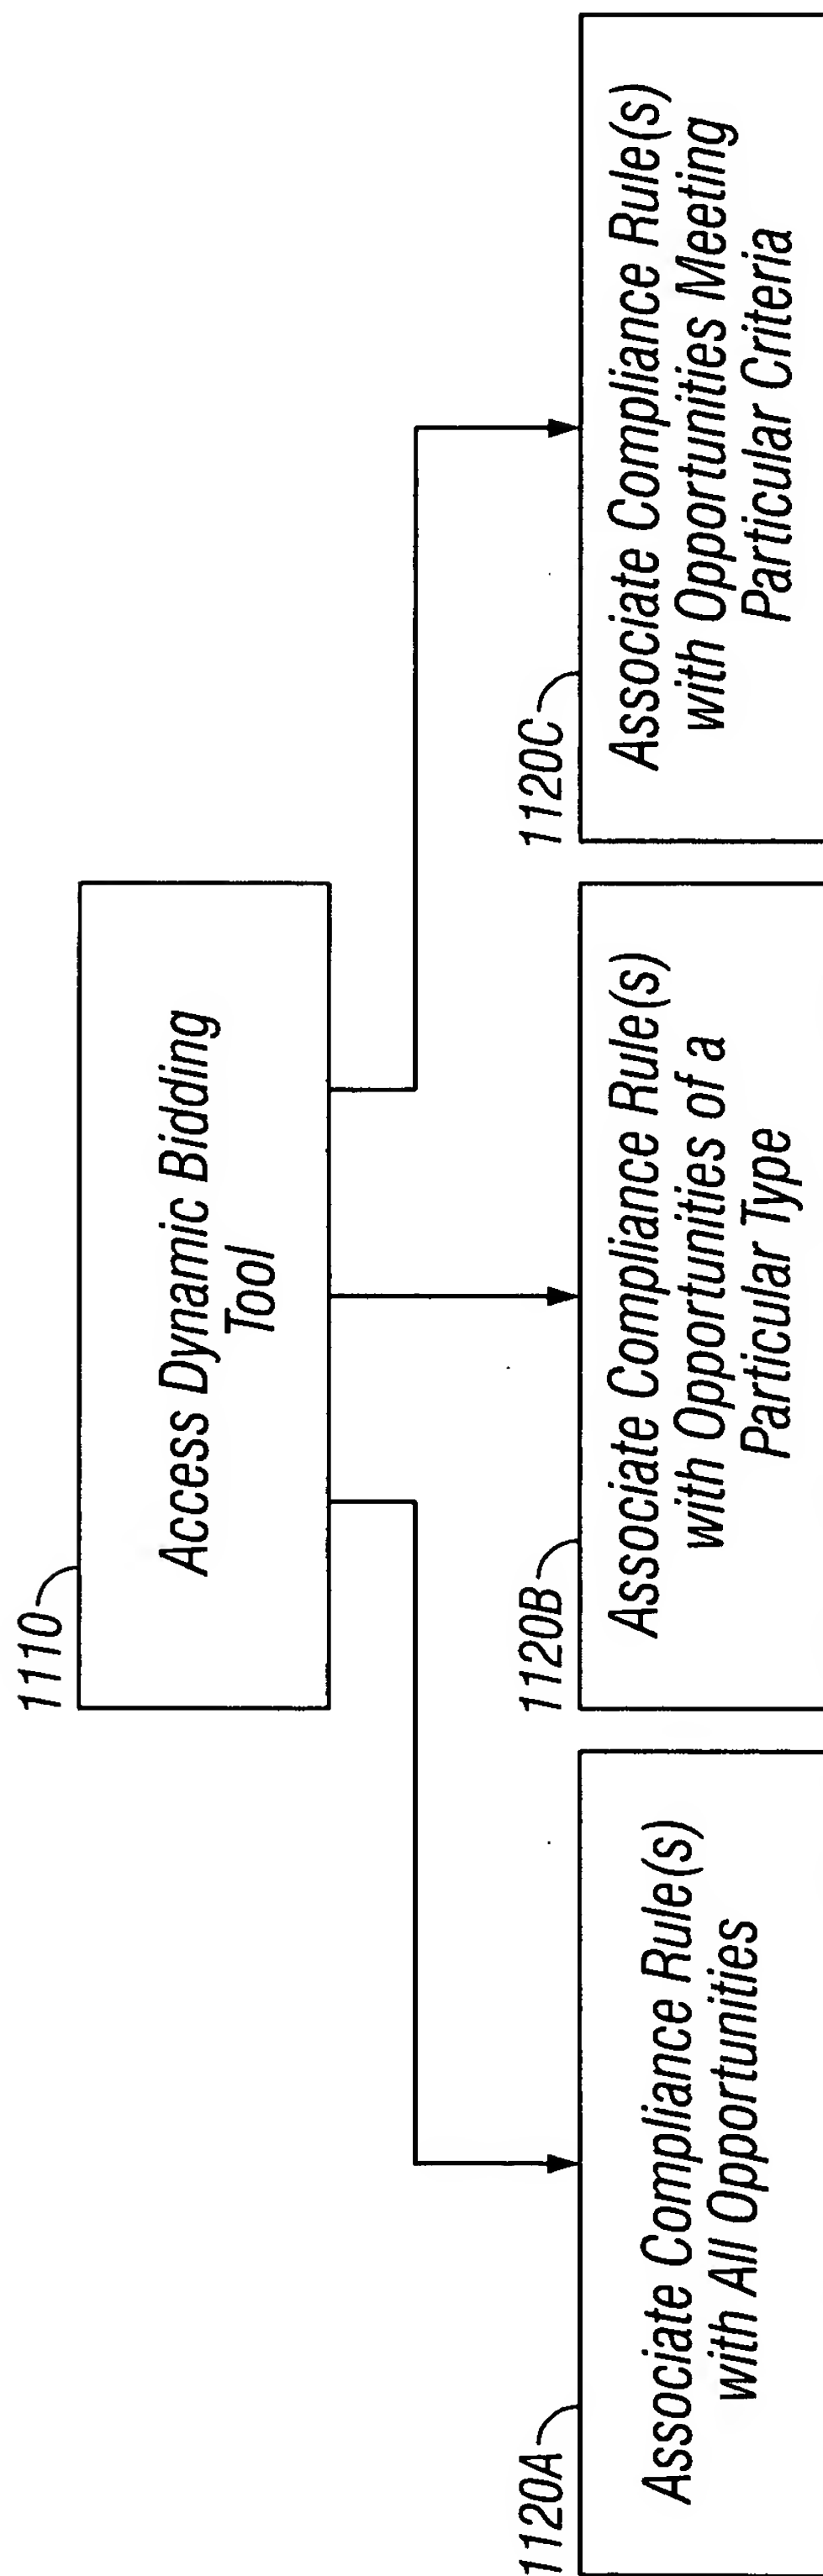 1110
Access Dynamic Bidding
Tool
1120A
Associate Compliance Rule(s)
with All Opportunities
1120B
Associate Compliance Rule(s)
with Opportunities of a
Particular Type
1120C
Associate Compliance Rule(s)
with Opportunities Meeting
Particular Criteria